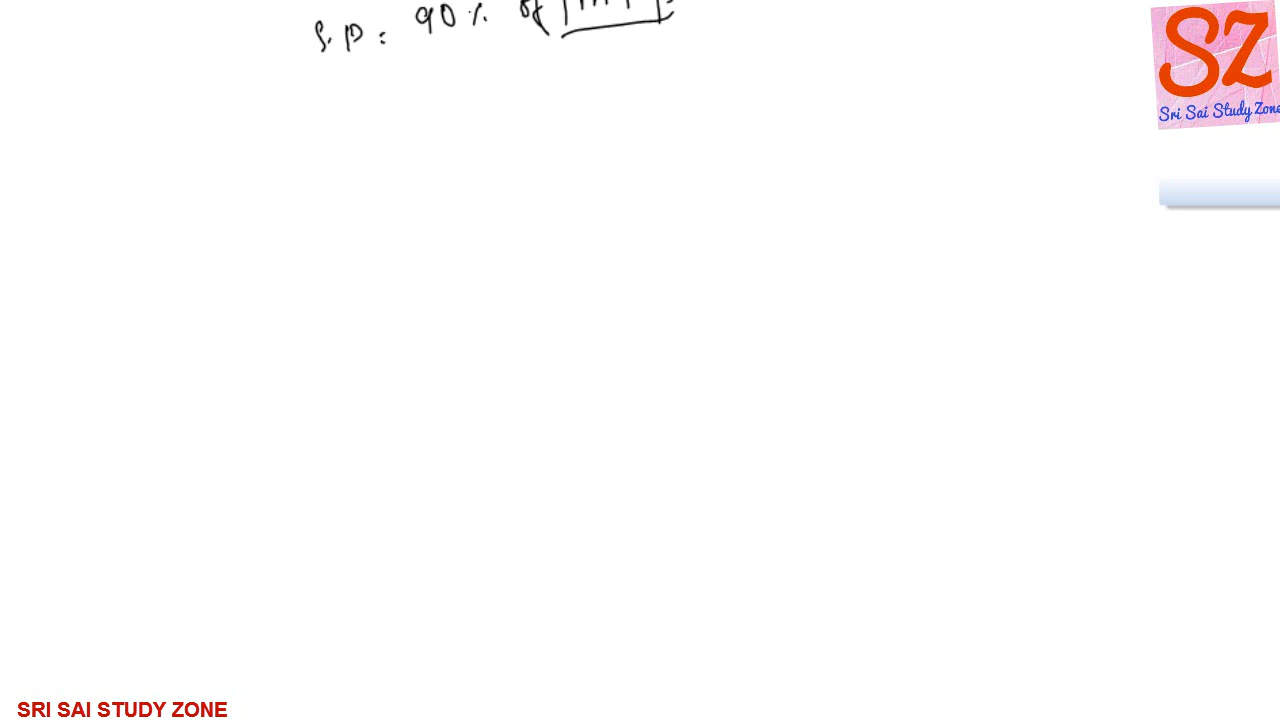 S.P = 90 % of
SZ
Sri Sai Study Zone
SRI SAI STUDY ZONE